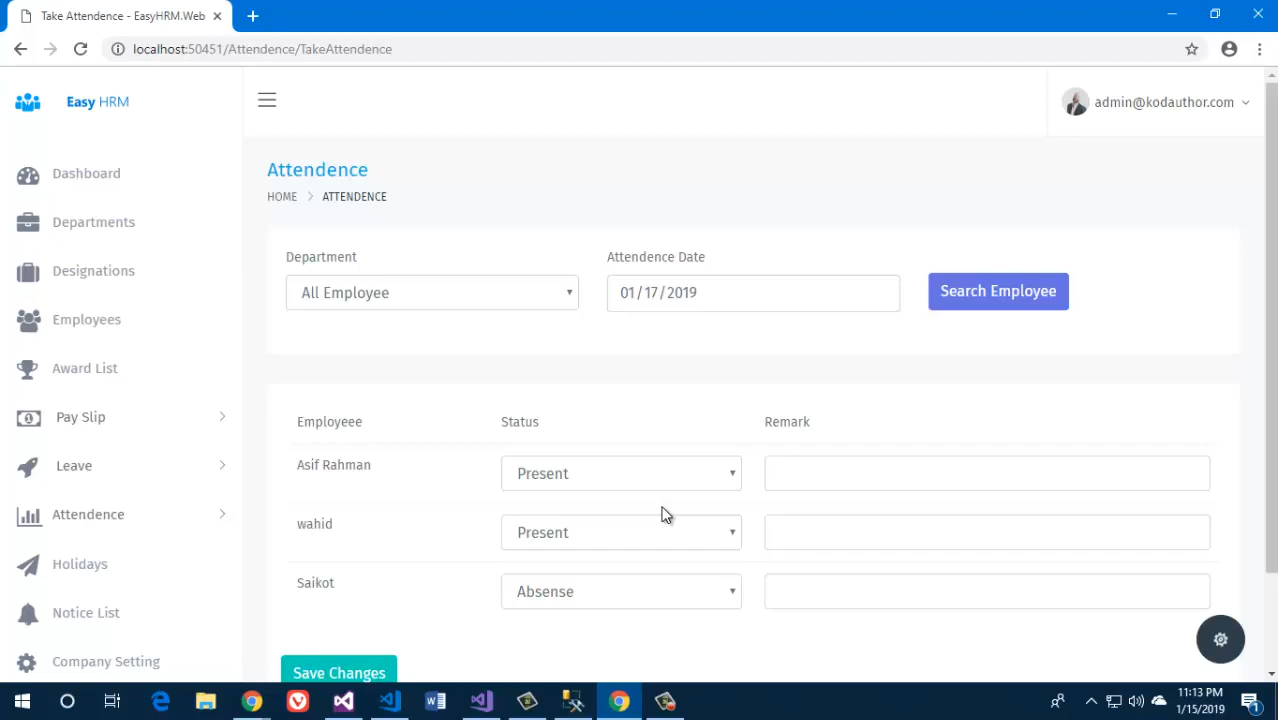 Take Attendence - EasyHRM.Web
localhost:50451/Attendence/TakeAttendence
Easy HRM
admin@kodauthor.com
Dashboard
Departments
Designations
Employees
Award List
Pay Slip
Leave
Attendence
Holidays
Notice List
Company Setting
Attendence
HOME > ATTENDENCE
Department
Attendence Date
All Employee
01/17/2019
Search Employee
Employeee Status Remark
Asif Rahman Present
wahid Present
Saikot Absense
Save Changes
11:13 PM
1/15/2019